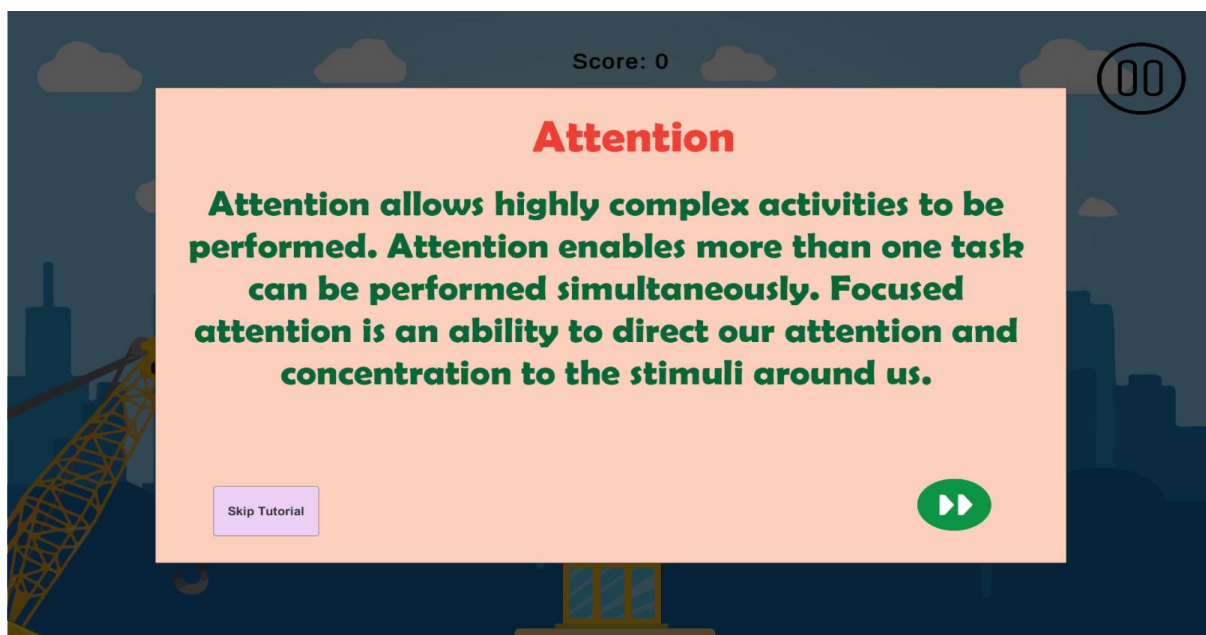 Score: 0
Attention
Attention allows highly complex activities to be
performed. Attention enables more than one task
can be performed simultaneously. Focused
attention is an ability to direct our attention and
concentration to the stimuli around us.
Skip Tutorial